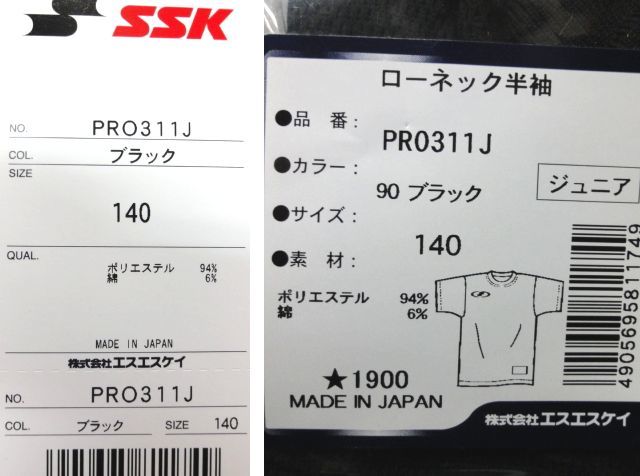 SSK
NO. PRO311J
COL. ブラック
SIZE
140
QUAL.
ポリエステル 94%
綿 6%
MADE IN JAPAN
株式会社エスエスケイ
NO. PRO311J
COL. ブラック SIZE 140
ローネック半袖
●品 番: PRO311J
●カラー: 90 ブラック
ジュニア
●サイズ: 140
●素 材:
ポリエステル 94%
綿 6%
★1900
MADE IN JAPAN
4905695811749
株式会社エスエスケイ